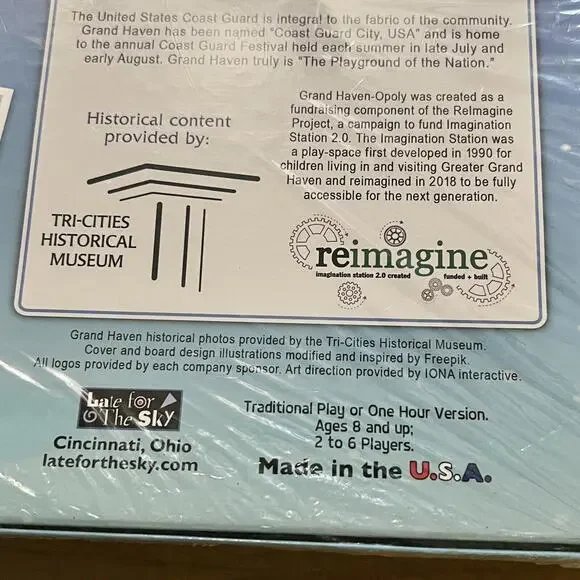 The United States Coast Guard is integral to the fabric of the community.
Grand Haven has been named "Coast Guard City, USA" and is home
to the annual Coast Guard Festival held each summer in late July and
early August. Grand Haven truly is "The Playground of the Nation."
Historical content
provided by:
TRI-CITIES
HISTORICAL
MUSEUM
Grand Haven-Opoly was created as a
fundraising component of the ReImagine
Project, a campaign to fund Imagination
Station 2.0. The Imagination Station was
a play-space first developed in 1990 for
children living in and visiting Greater Grand
Haven and reimagined in 2018 to be fully
accessible for the next generation.
reimagine
imagination station 2.0 created funded + built
Grand Haven historical photos provided by the Tri-Cities Historical Museum.
Cover and board design illustrations modified and inspired by Freepik.
All logos provided by each company sponsor. Art direction provided by IONA interactive.
Late for
The Sky
Cincinnati, Ohio
lateforthesky.com
Traditional Play or One Hour Version.
Ages 8 and up;
2 to 6 Players.
Made in the U.S.A.